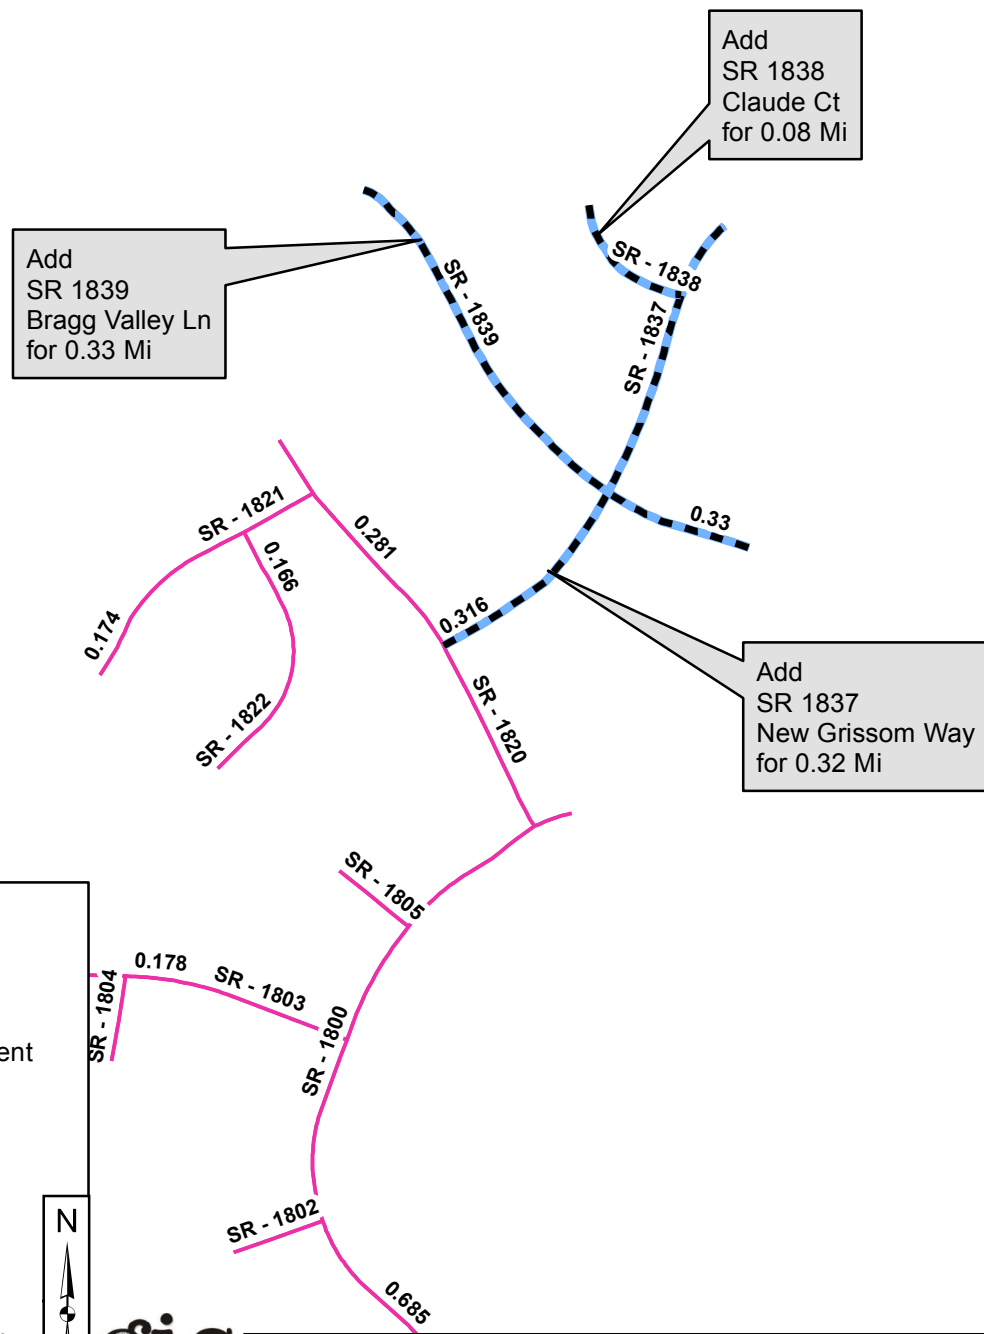 Add
SR 1838
Claude Ct
for 0.08 Mi
Add
SR 1839
Bragg Valley Ln
for 0.33 Mi
SR - 1839
SR - 1838
SR - 1837
0.33
SR - 1821
0.281
0.166
0.174
0.316
SR - 1822
SR - 1820
Add
SR 1837
New Grissom Way
for 0.32 Mi
SR - 1805
0.178
SR - 1803
SR - 1804
SR - 1800
ent
SR - 1802
N
0.685